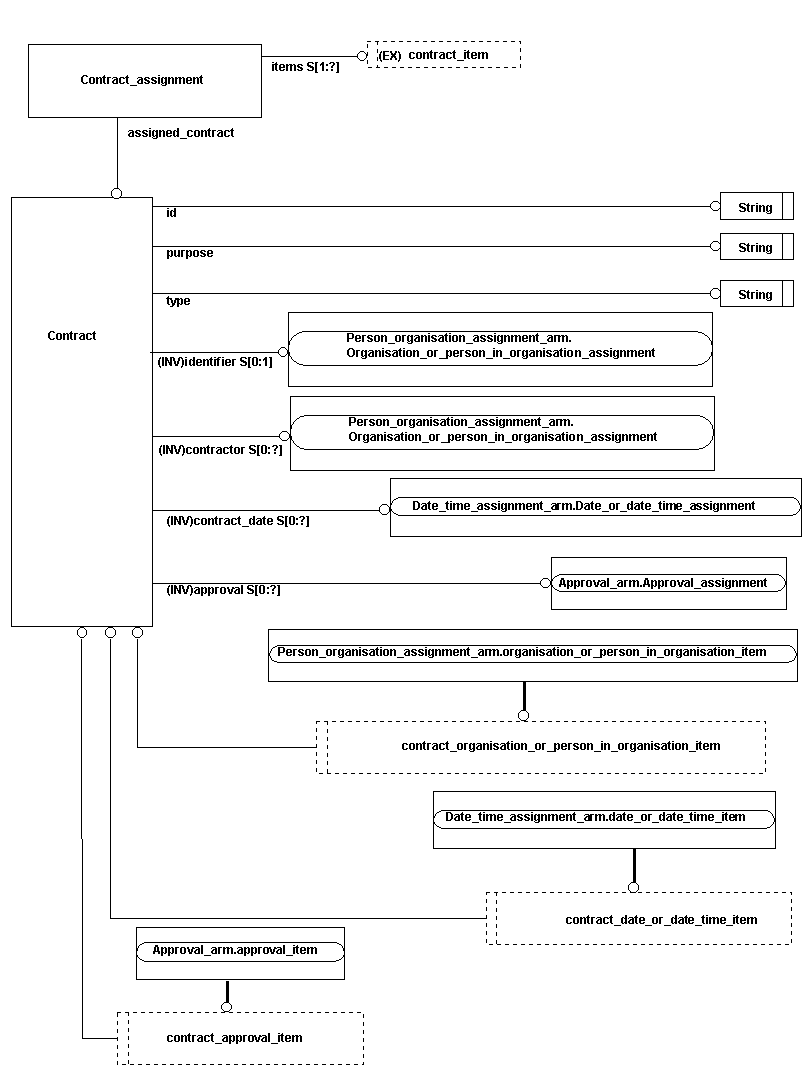 (EX) contract_item
Contract_assignment
items S[1:?]
assigned_contract
id
String
purpose
String
type
String
Contract
Person_organisation_assignment_arm.
Organisation_or_person_in_organisation_assignment
(INV)identifier S[0:1]
Person_organisation_assignment_arm.
Organisation_or_person_in_organisation_assignment
(INV)contractor S[0:?]
Date_time_assignment_arm.Date_or_date_time_assignment
(INV)contract_date S[0:?]
Approval_arm.Approval_assignment
(INV)approval S[0:?]
Person_organisation_assignment_arm.organisation_or_person_in_organisation_item
contract_organisation_or_person_in_organisation_item
Date_time_assignment_arm.date_or_date_time_item
contract_date_or_date_time_item
Approval_arm.approval_item
contract_approval_item